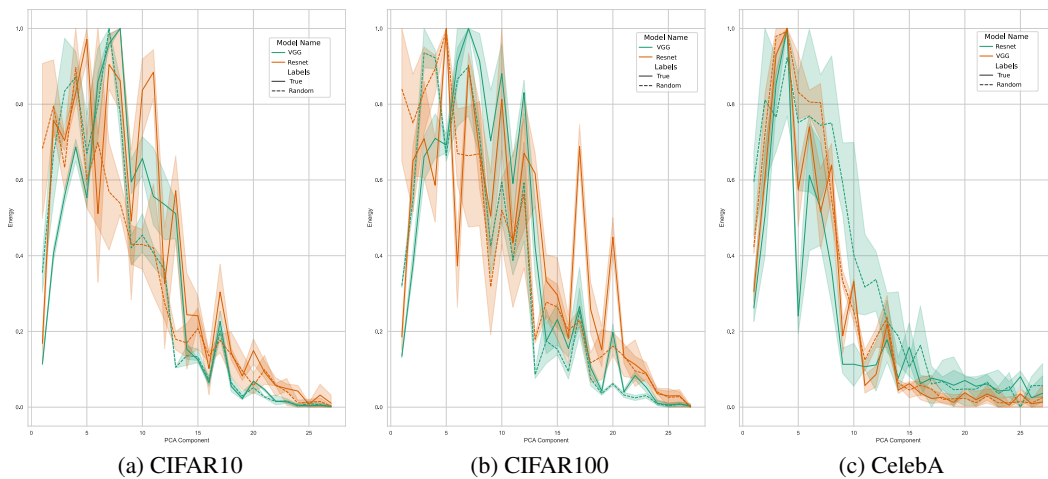 1,0
0,8
0,6
0,4
0,2
0,0
Energy
0
5
10
15
20
25
PCA Component
Model Name
VGG
Resnet
Labels
True
Random
(a) CIFAR10
1,0
0,8
0,6
0,4
0,2
0,0
Energy
0
5
10
15
20
25
PCA Component
Model Name
VGG
Resnet
Labels
True
Random
(b) CIFAR100
1,0
0,8
0,6
0,4
0,2
0,0
Energy
0
5
10
15
20
25
PCA Component
Model Name
Resnet
VGG
Labels
True
Random
(c) CelebA